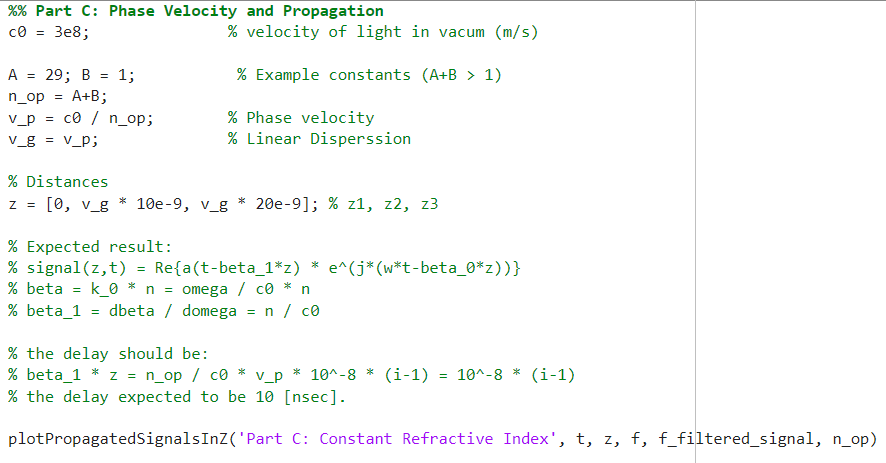 %% Part C: Phase Velocity and Propagation
c0 = 3e8; % velocity of light in vacum (m/s)
A = 29; B = 1; % Example constants (A+B > 1)
n_op = A+B;
v_p = c0 / n_op; % Phase velocity
v_g = v_p; % Linear Disperssion
% Distances
z = [0, v_g * 10e-9, v_g * 20e-9]; % z1, z2, z3
% Expected result:
% signal(z,t) = Re{a(t-beta_1*z) * e^(j*(w*t-beta_0*z))}
% beta = k_0 * n = omega / c0 * n
% beta_1 = dbeta / domega = n / c0
% the delay should be:
% beta_1 * z = n_op / c0 * v_p * 10^-8 * (i-1) = 10^-8 * (i-1)
% the delay expected to be 10 [nsec].
plotPropagatedSignalsInZ('Part C: Constant Refractive Index', t, z, f, f_filtered_signal, n_op)